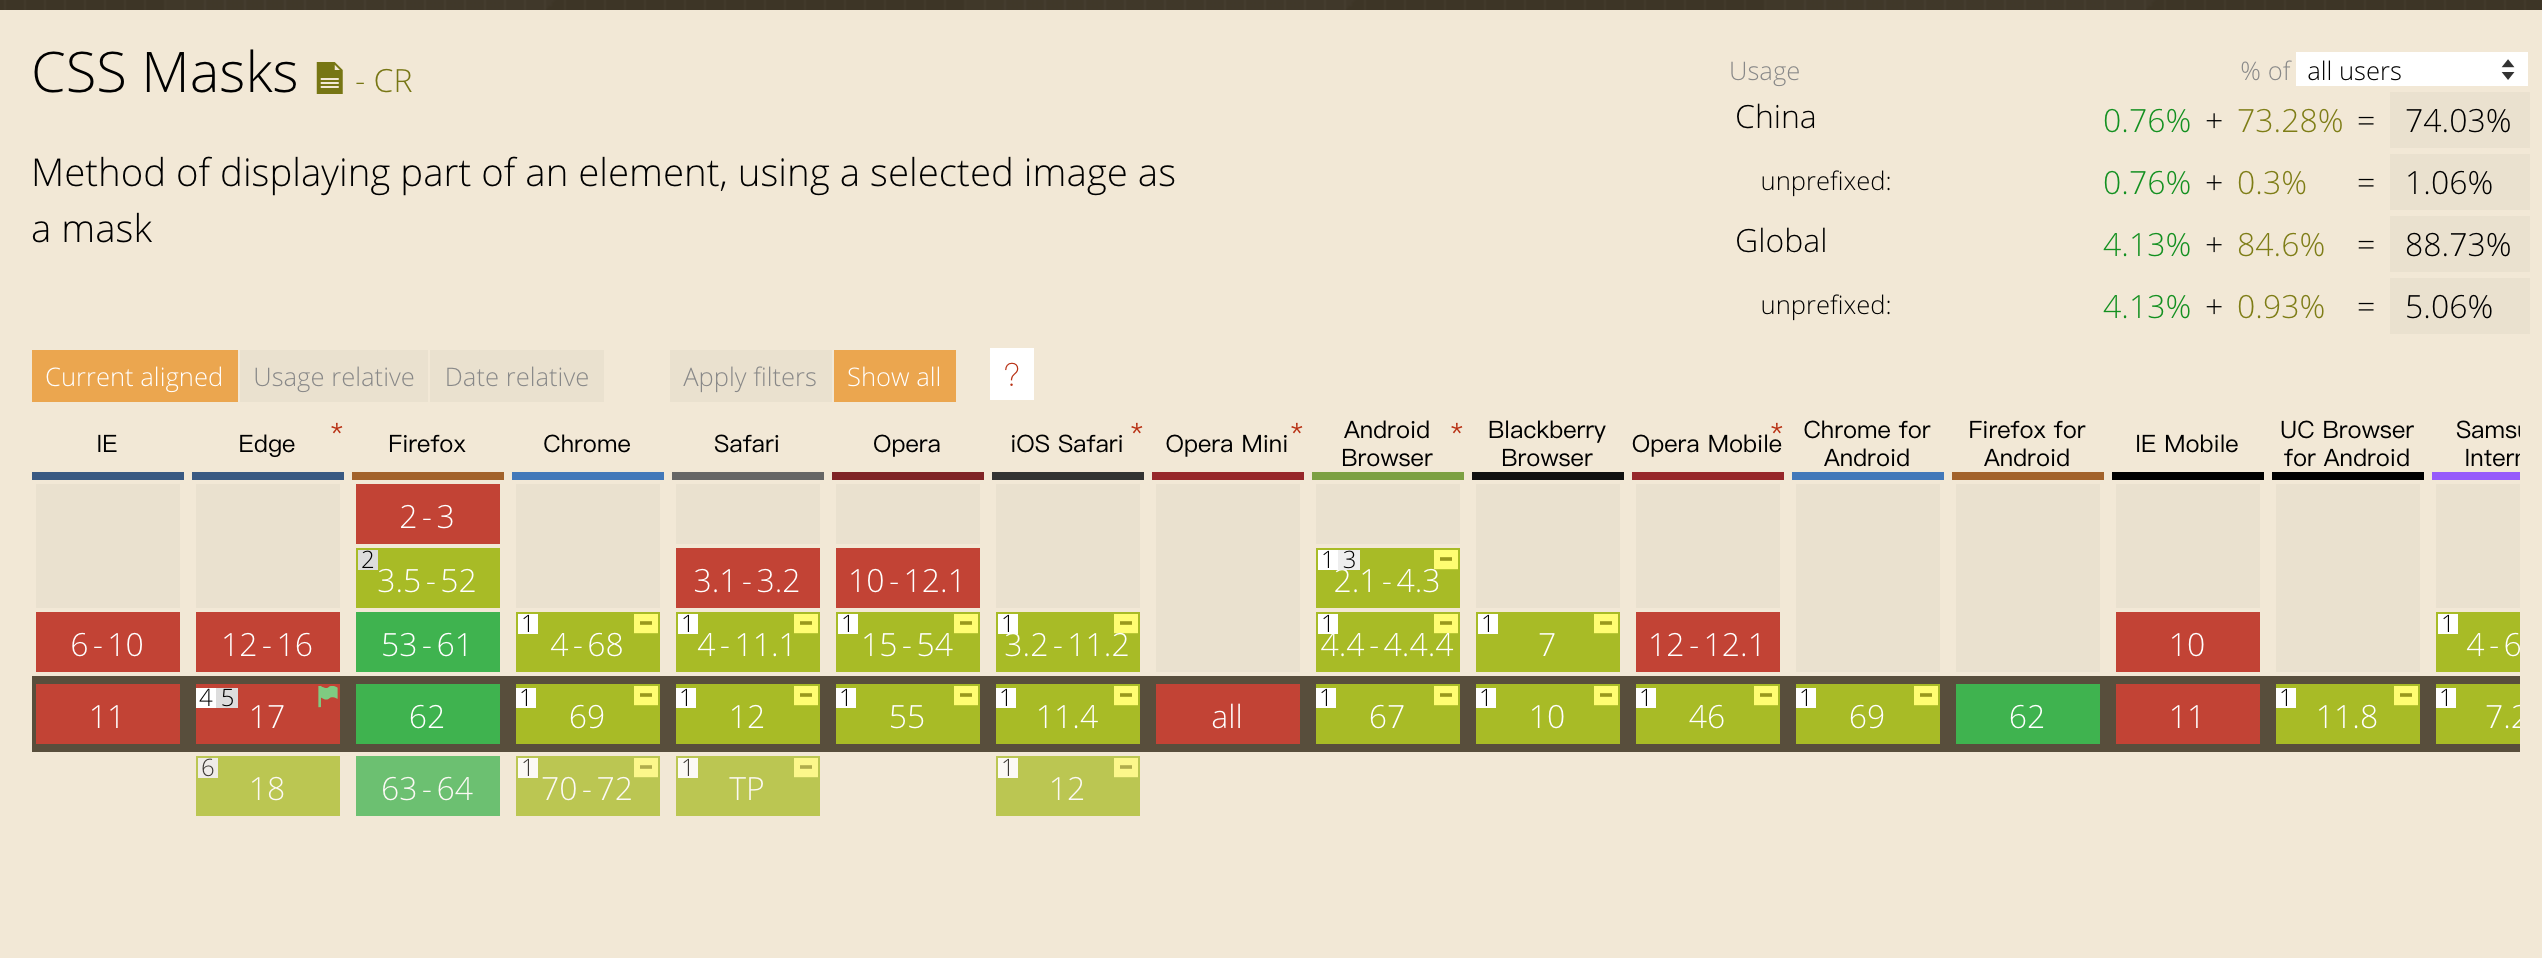 CSS Masks - CR
Usage % of all users
China 0.76% + 73.28% = 74.03%
unprefixed: 0.76% + 0.3% = 1.06%
Global 4.13% + 84.6% = 88.73%
unprefixed: 4.13% + 0.93% = 5.06%
Method of displaying part of an element, using a selected image as
a mask
Current aligned Usage relative Date relative Apply filters Show all ?
IE Edge * Firefox Chrome Safari Opera iOS Safari * Opera Mini * Android Browser * Blackberry Browser Opera Mobile * Chrome for Android Firefox for Android IE Mobile UC Browser for Android
2-3
2 3.5-52 3.1-3.2 10-12.1 1 3 2.1-4.3
6-10 12-16 53-61 1 4-68 1 4-11.1 1 15-54 1 3.2-11.2 1 4.4-4.4.4 1 7 12-12.1 10 1
11 4 5 17 62 1 69 1 12 1 55 1 11.4 all 1 67 1 10 1 46 1 69 62 11 1 11.8 1
6 18 63-64 1 70-72 1 TP 1 12